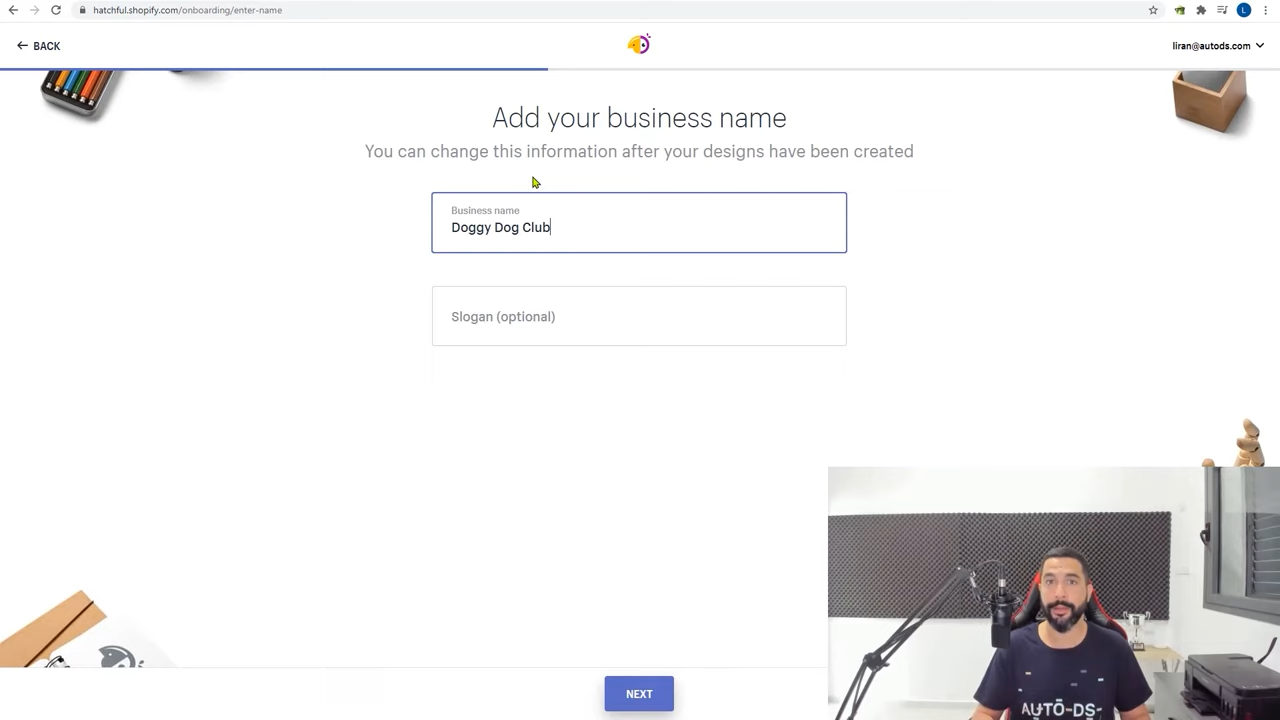 hatchful.shopify.com/onboarding/enter-name
L
BACK
liran@autods.com
Add your business name
You can change this information after your designs have been created
Business name
Doggy Dog Club
Slogan (optional)
NEXT
AUTO-DS-